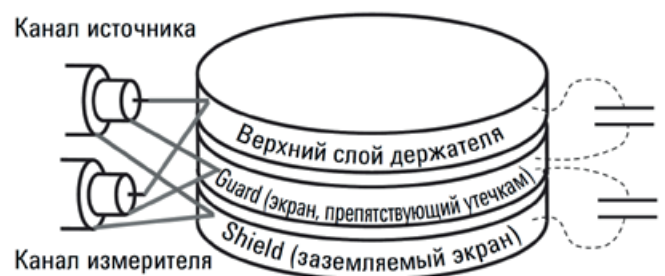 Канал источника
Верхний слой держателя
Guard (экран, препятствующий утечкам)
Shield (заземляемый экран)
Канал измерителя